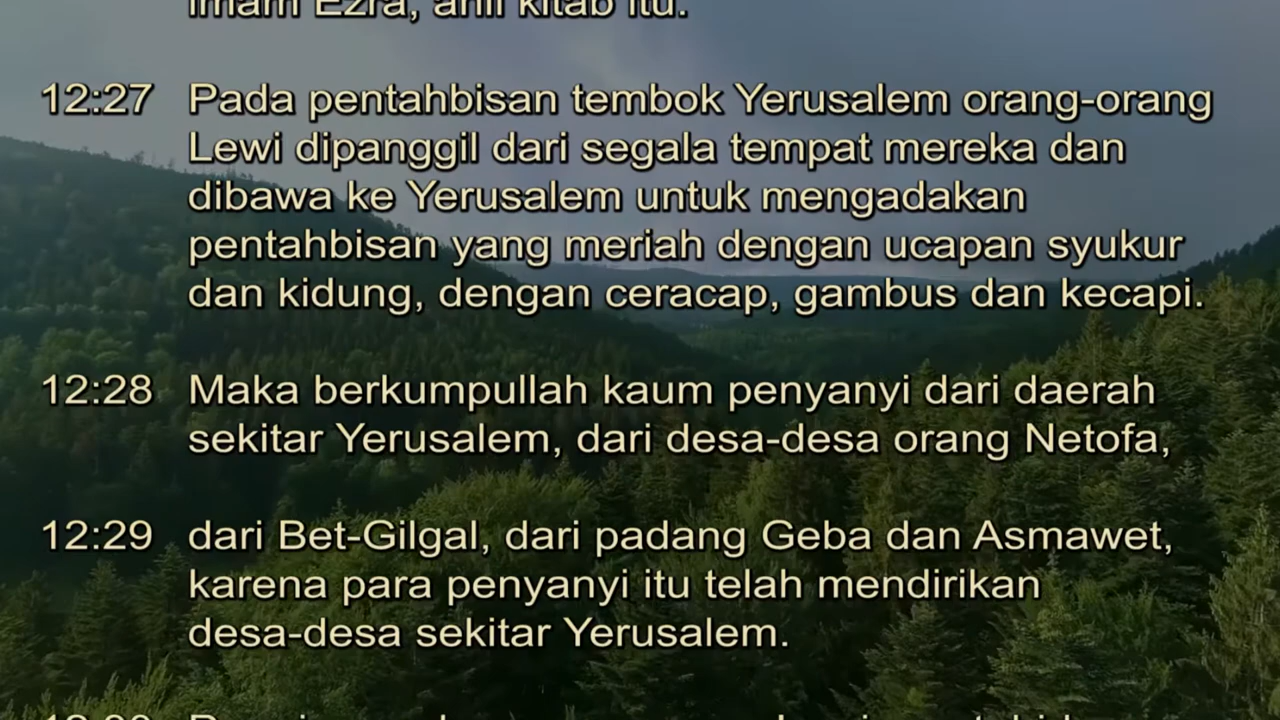 imam Ezra, ahli kitab itu.
12:27 Pada pentahbisan tembok Yerusalem orang-orang
Lewi dipanggil dari segala tempat mereka dan
dibawa ke Yerusalem untuk mengadakan
pentahbisan yang meriah dengan ucapan syukur
dan kidung, dengan ceracap, gambus dan kecapi.
12:28 Maka berkumpullah kaum penyanyi dari daerah
sekitar Yerusalem, dari desa-desa orang Netofa,
12:29 dari Bet-Gilgal, dari padang Geba dan Asmawet,
karena para penyanyi itu telah mendirikan
desa-desa sekitar Yerusalem.